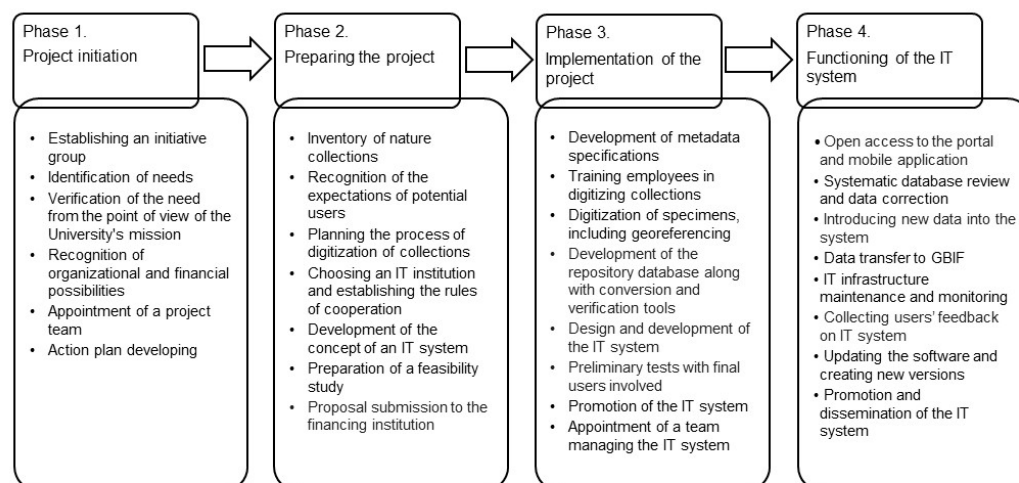 Phase 1.
Project initiation
• Establishing an initiative
group
• Identification of needs
• Verification of the need
from the point of view of the
University's mission
• Recognition of
organizational and financial
possibilities
• Appointment of a project
team
• Action plan developing
Phase 2.
Preparing the project
• Inventory of nature
collections
• Recognition of the
expectations of potential
users
• Planning the process of
digitization of collections
• Choosing an IT institution
and establishing the rules
of cooperation
• Development of the
concept of an IT system
• Preparation of a feasibility
study
• Proposal submission to the
financing institution
Phase 3.
Implementation of the
project
• Development of metadata
specifications
• Training employees in
digitizing collections
• Digitization of specimens,
including georeferencing
• Development of the
repository database along
with conversion and
verification tools
• Design and development of
the IT system
• Preliminary tests with final
users involved
• Promotion of the IT system
• Appointment of a team
managing the IT system
Phase 4.
Functioning of the IT
system
• Open access to the portal
and mobile application
• Systematic database review
and data correction
• Introducing new data into the
system
• Data transfer to GBIF
• IT infrastructure
maintenance and monitoring
• Collecting users' feedback
on IT system
• Updating the software and
creating new versions
• Promotion and
dissemination of the IT
system